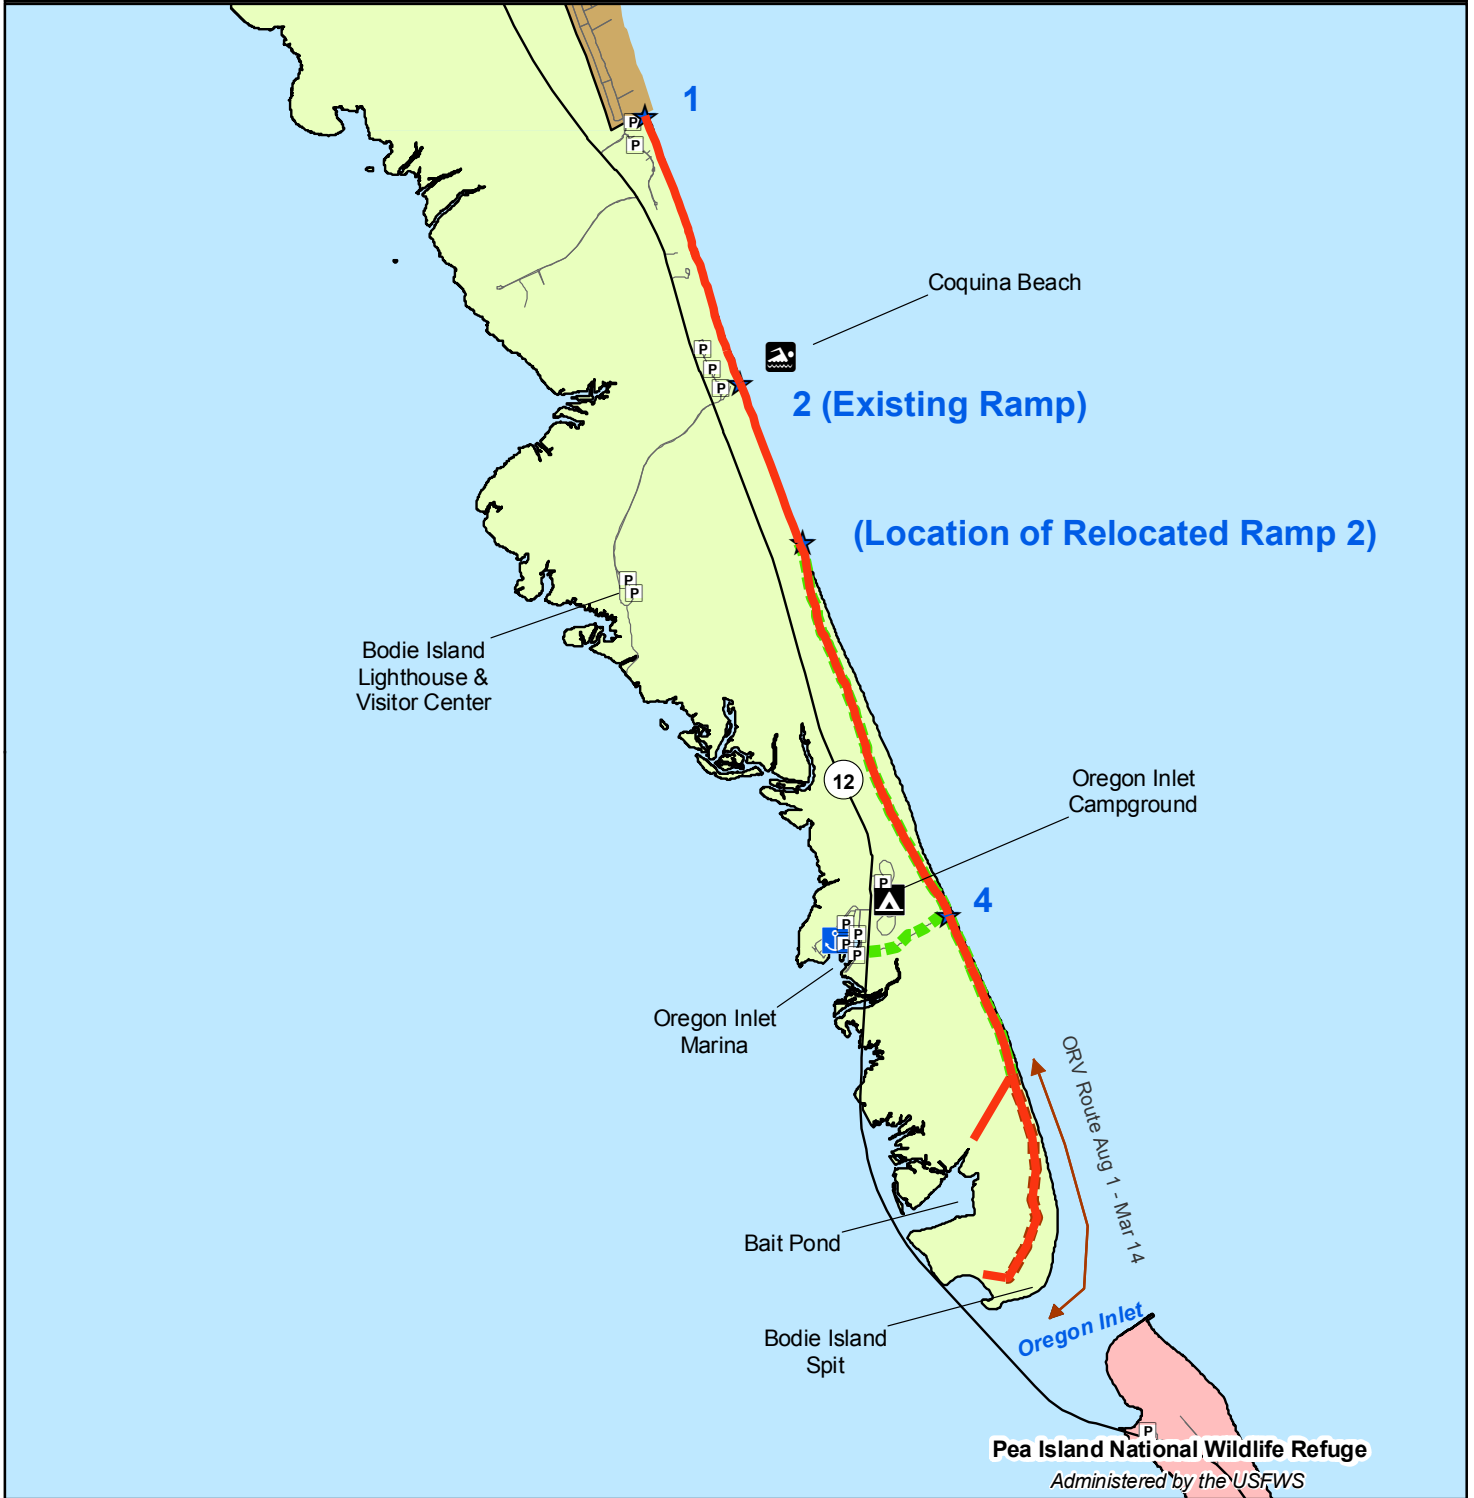 1
P
P
Coquina Beach
P
P
P
2 (Existing Ramp)
(Location of Relocated Ramp 2)
P
P
Bodie Island
Lighthouse &
Visitor Center
12
Oregon Inlet
Campground
P
4
P
P
P
P
Oregon Inlet
Marina
ORV Route Aug 1 - Mar 14
Bait Pond
Bodie Island
Spit
Oregon Inlet
P
Pea Island National Wildlife Refuge
Administered by the USFWS